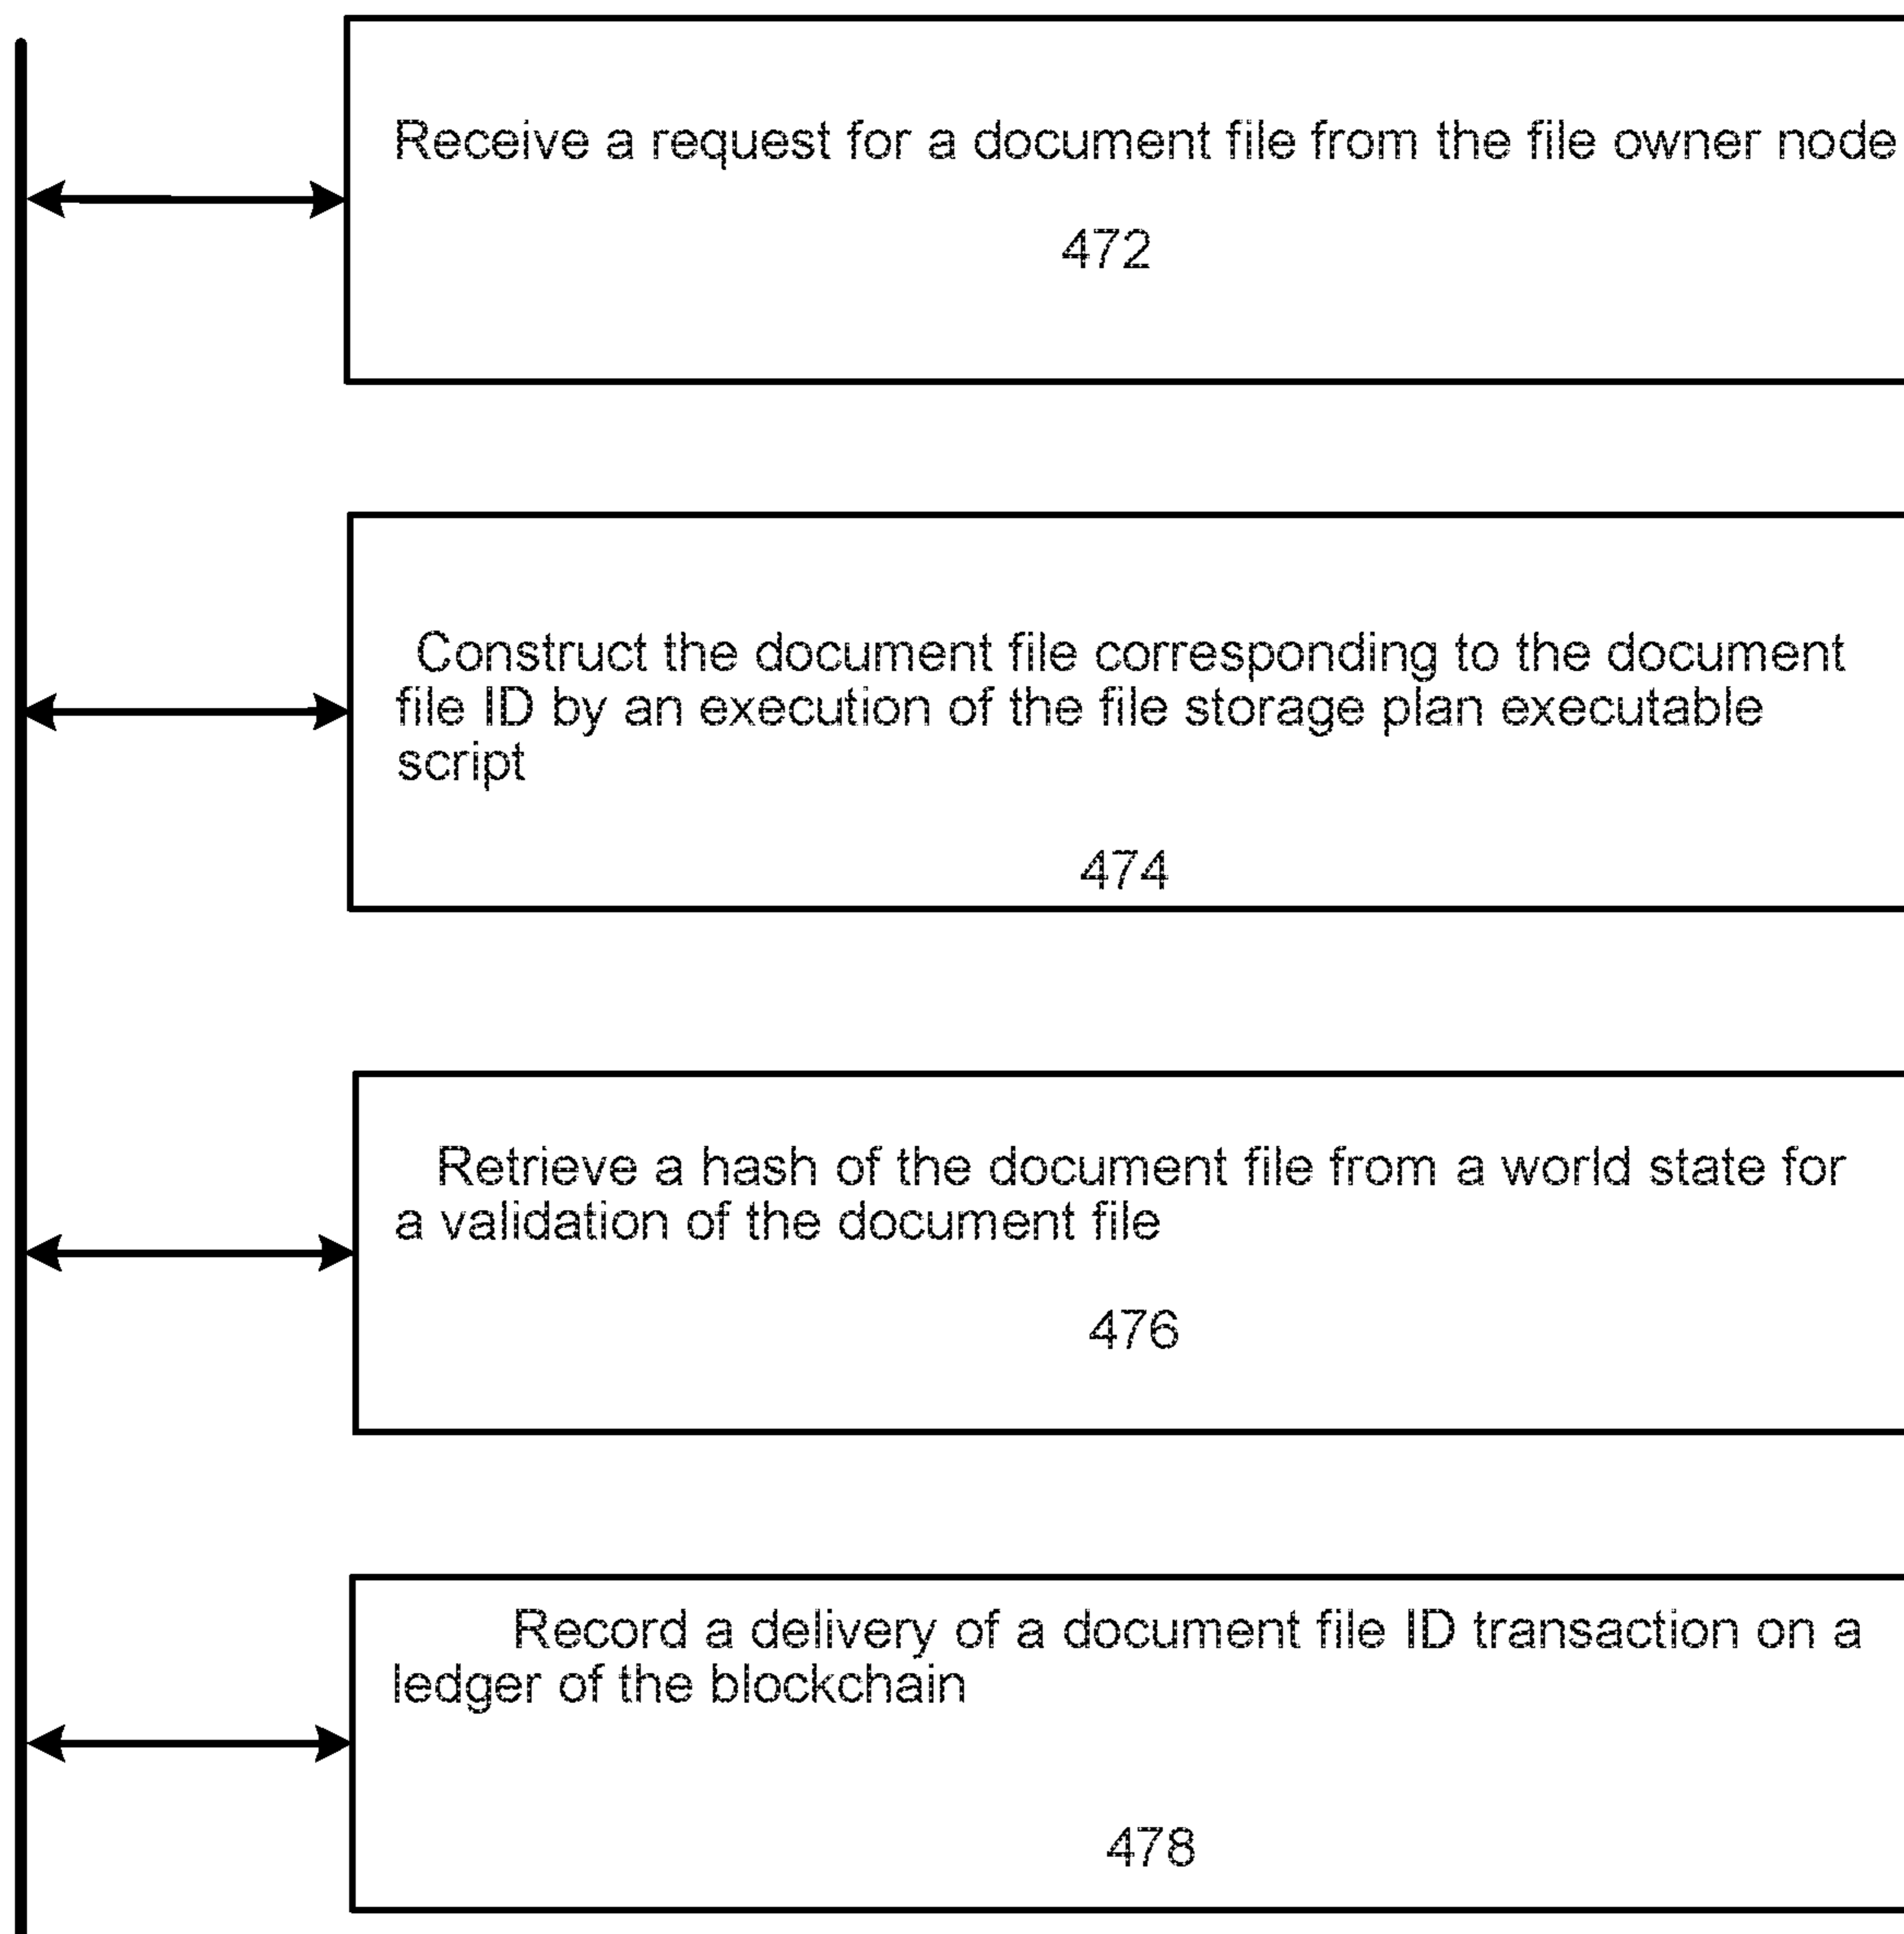 Receive a request for a document file from the file owner node
472
Construct the document file corresponding to the document
file ID by an execution of the file storage plan executable
script
474
Retrieve a hash of the document file from a world state for
a validation of the document file
476
Record a delivery of a document file ID transaction on a
ledger of the blockchain
478